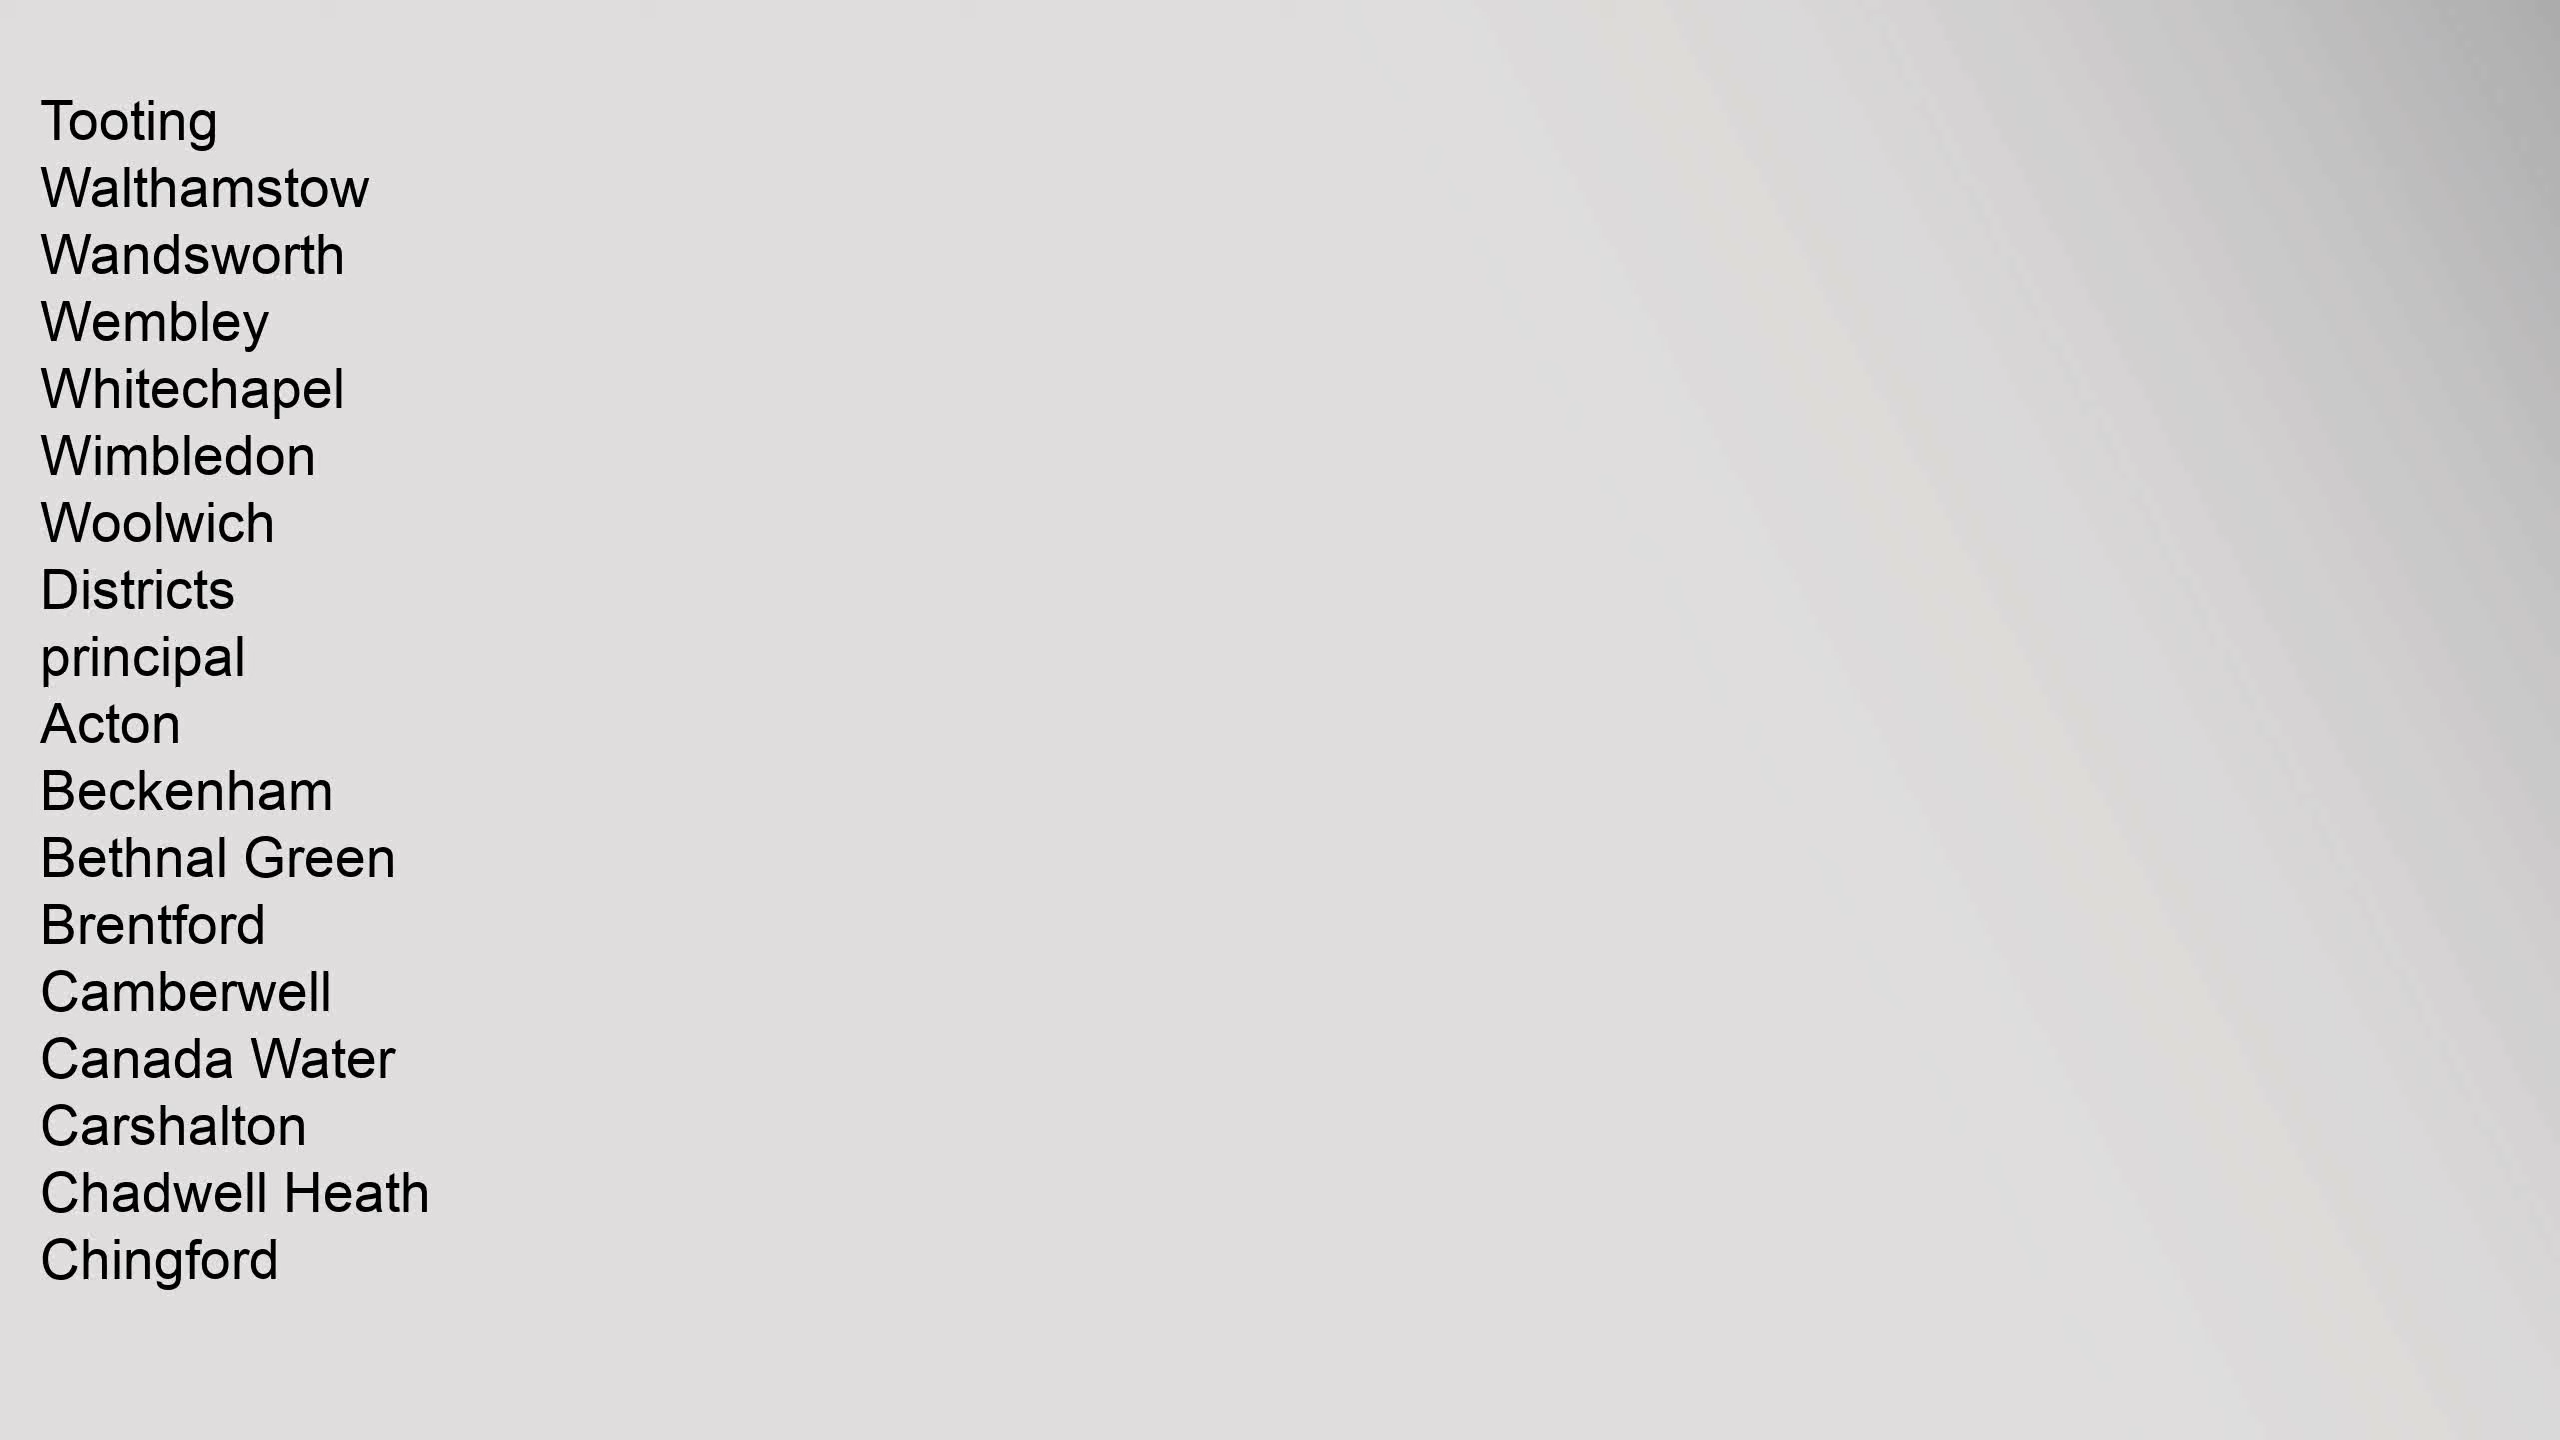 Tooting
Walthamstow
Wandsworth
Wembley
Whitechapel
Wimbledon
Woolwich
Districts
principal
Acton
Beckenham
Bethnal Green
Brentford
Camberwell
Canada Water
Carshalton
Chadwell Heath
Chingford